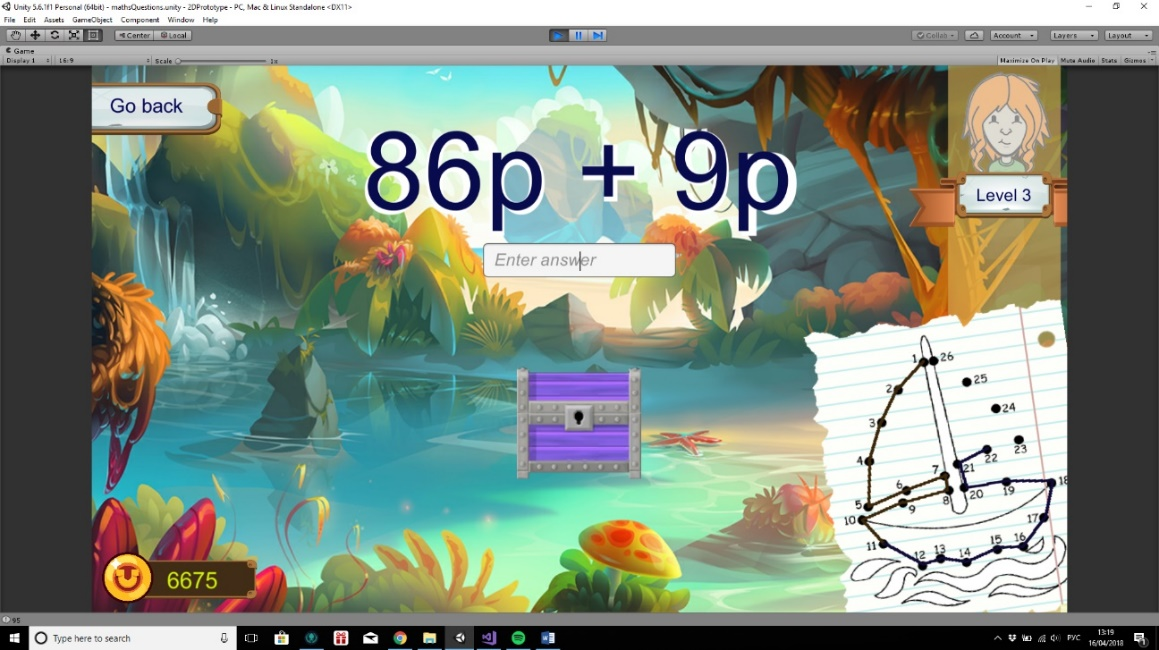 Unity 5.6.1f1 Personal (64bit) - mathsQuestions.unity - 2DPrototype - PC, Mac & Linux Standalone <DX11>
File Edit Assets GameObject Component Window Help
Center Local
Collab Account Layers Layout
Game
Display 1 16:9 Scale 1x Maximize On Play Mute Audio Stats Gizmos
Go back
86p + 9p
Level 3
Enter answer
1 26
25
2
24
3
23
22
4
21
7
6
20 19 18
8
5
9
10
17
11
16
15
12 13 14
6675
95
Type here to search
РУС
13:19
16/04/2018